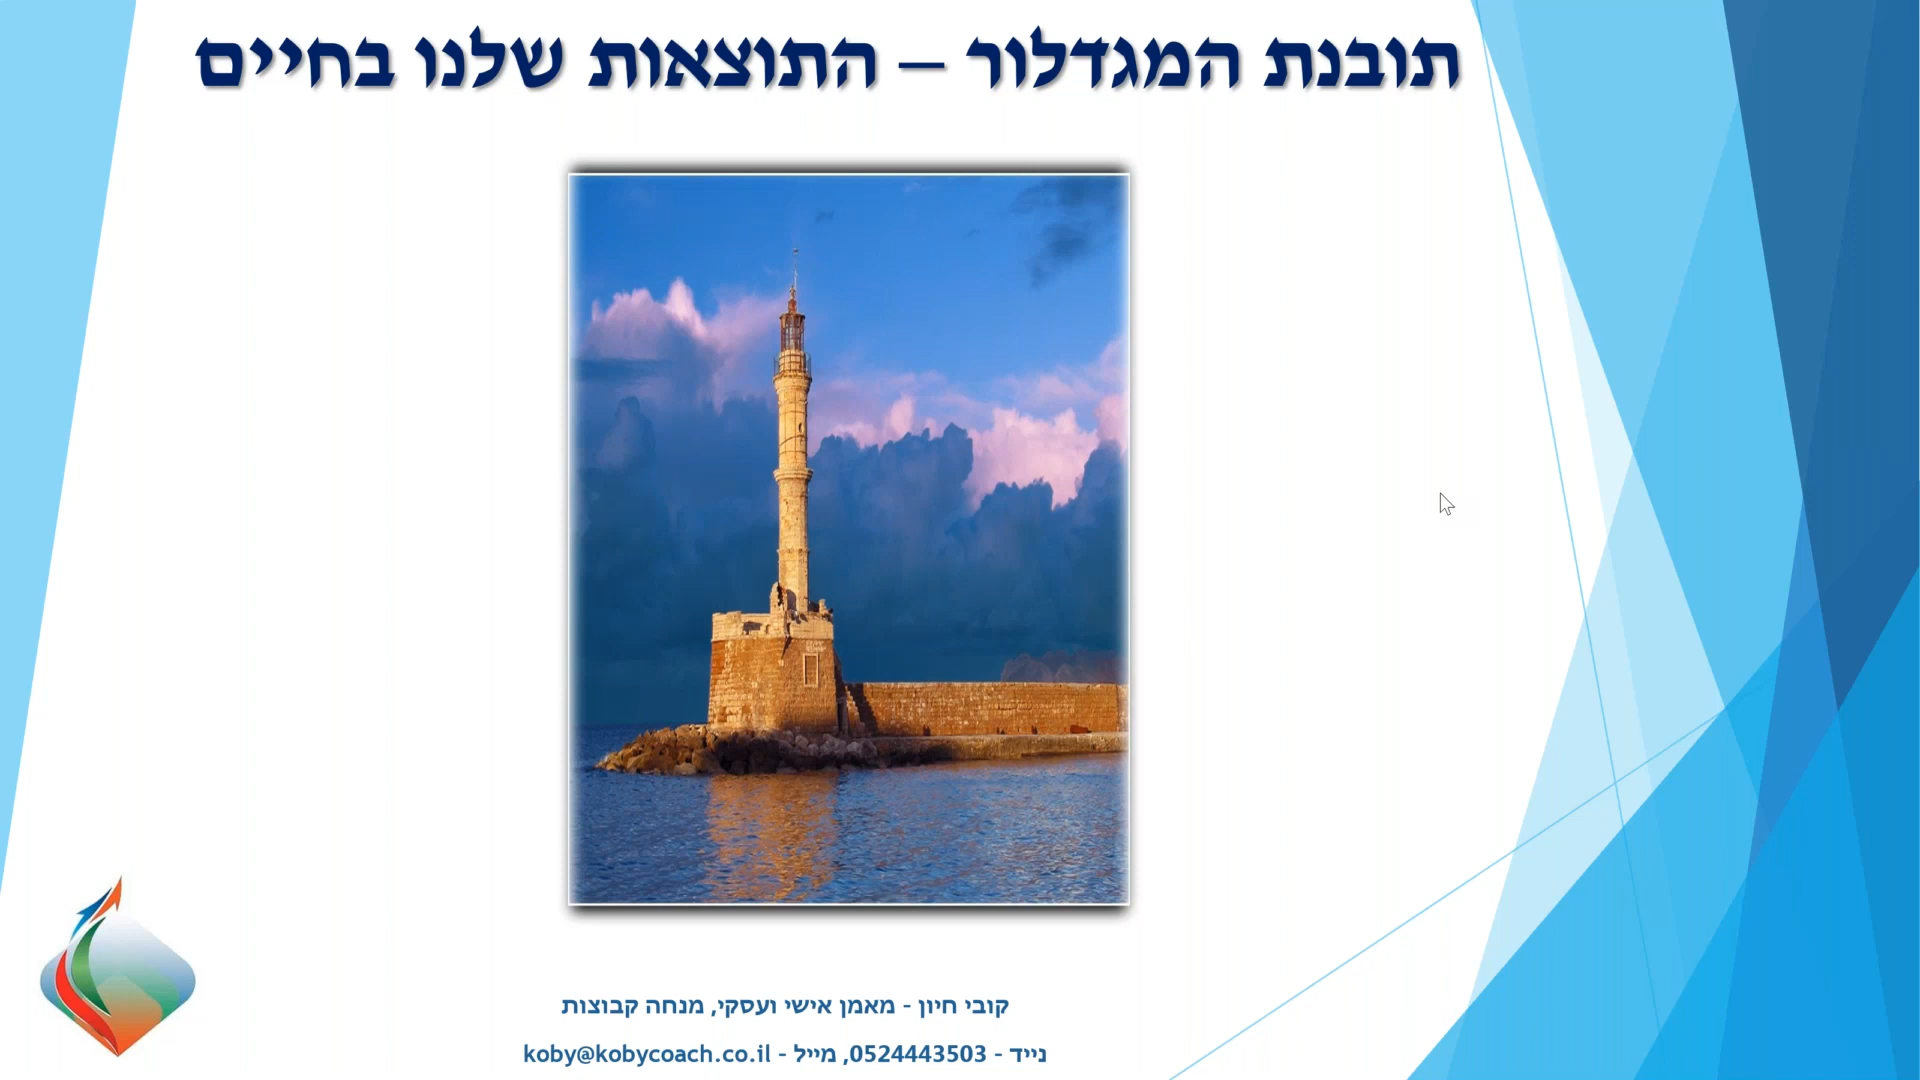 תובנת המגדלור – התוצאות שלנו בחיים
קובי חיון - מאמן אישי ועסקי, מנחה קבוצות
נייד - 0524443503, מייל - koby@kobycoach.co.il